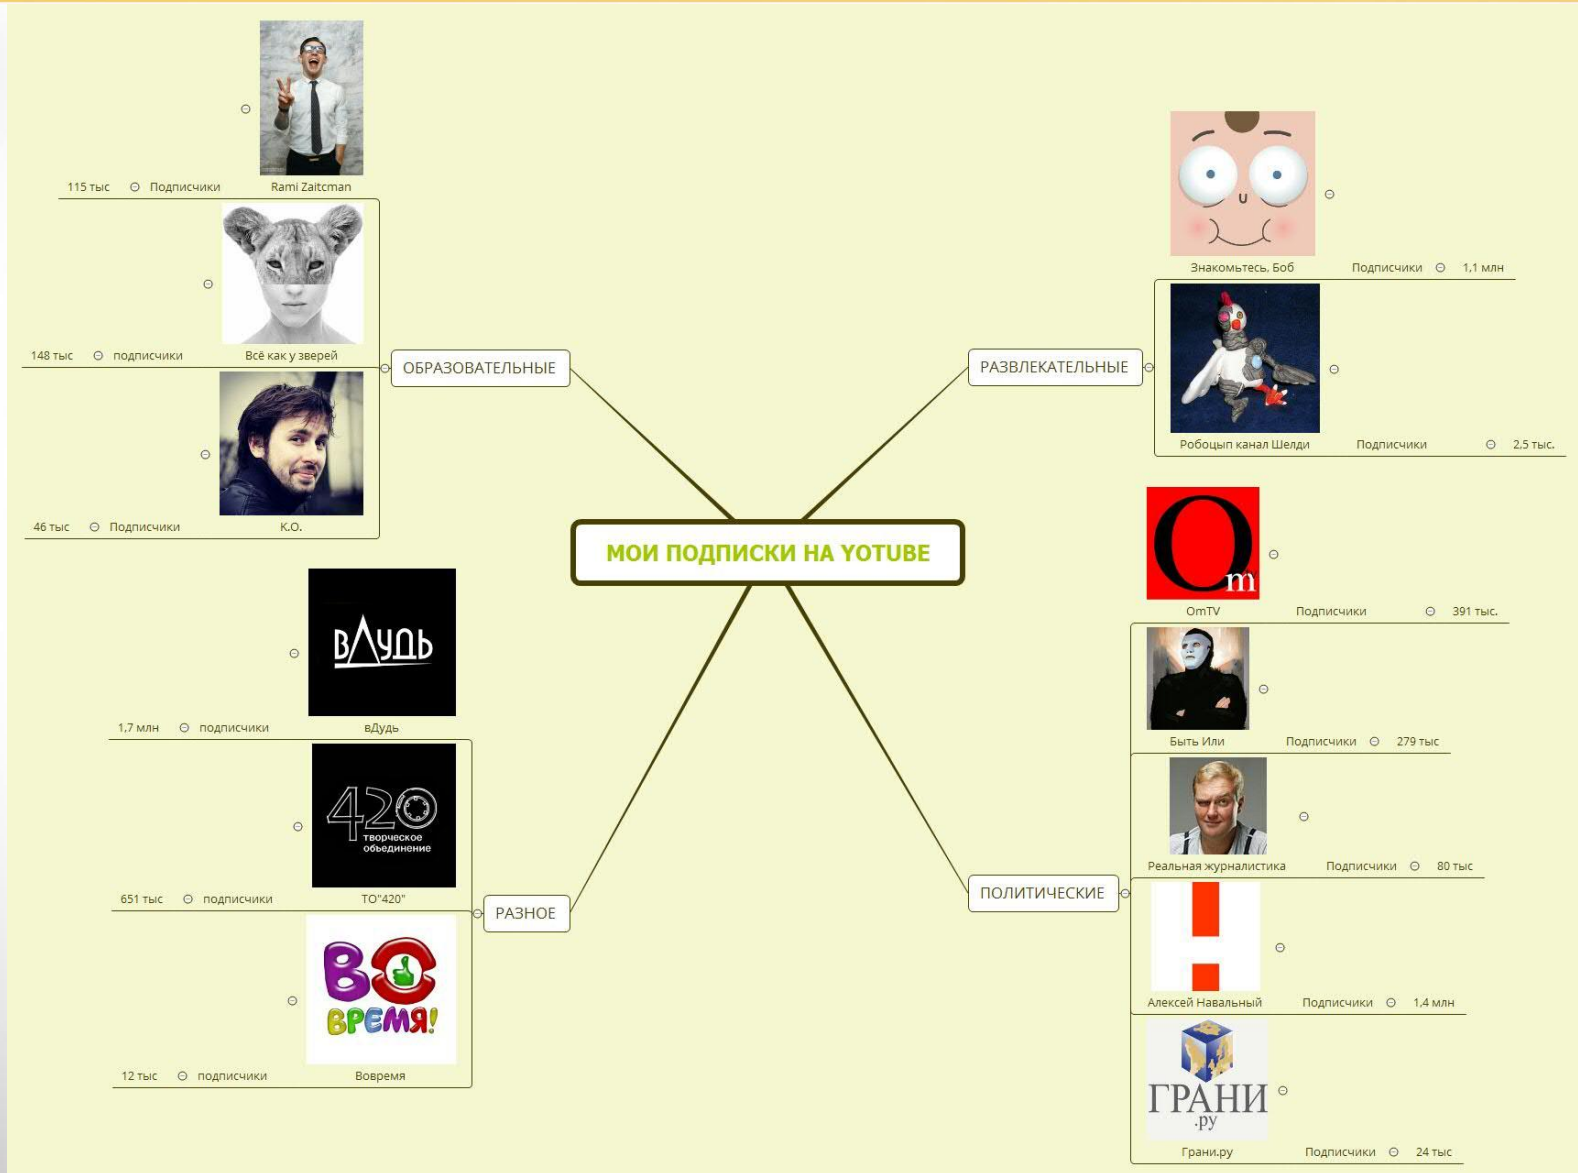 МОИ ПОДПИСКИ НА YOTUBE
ОБРАЗОВАТЕЛЬНЫЕ
115 тыс Подписчики Rami Zaitcman
148 тыс подписчики Всё как у зверей
46 тыс Подписчики К.О.
РАЗВЛЕКАТЕЛЬНЫЕ
Знакомьтесь, Боб Подписчики 1,1 млн
Робоцып канал Шелди Подписчики 2,5 тыс.
РАЗНОЕ
вДудь
1,7 млн подписчики вДудь
420
творческое
объединение
651 тыс подписчики ТО"420"
ВО
ВРЕМЯ!
12 тыс подписчики Вовремя
ПОЛИТИЧЕСКИЕ
Om
OmTV Подписчики 391 тыс.
Быть Или Подписчики 279 тыс
Реальная журналистика Подписчики 80 тыс
Алексей Навальный Подписчики 1,4 млн
ГРАНИ
.ру
Грани.ру Подписчики 24 тыс